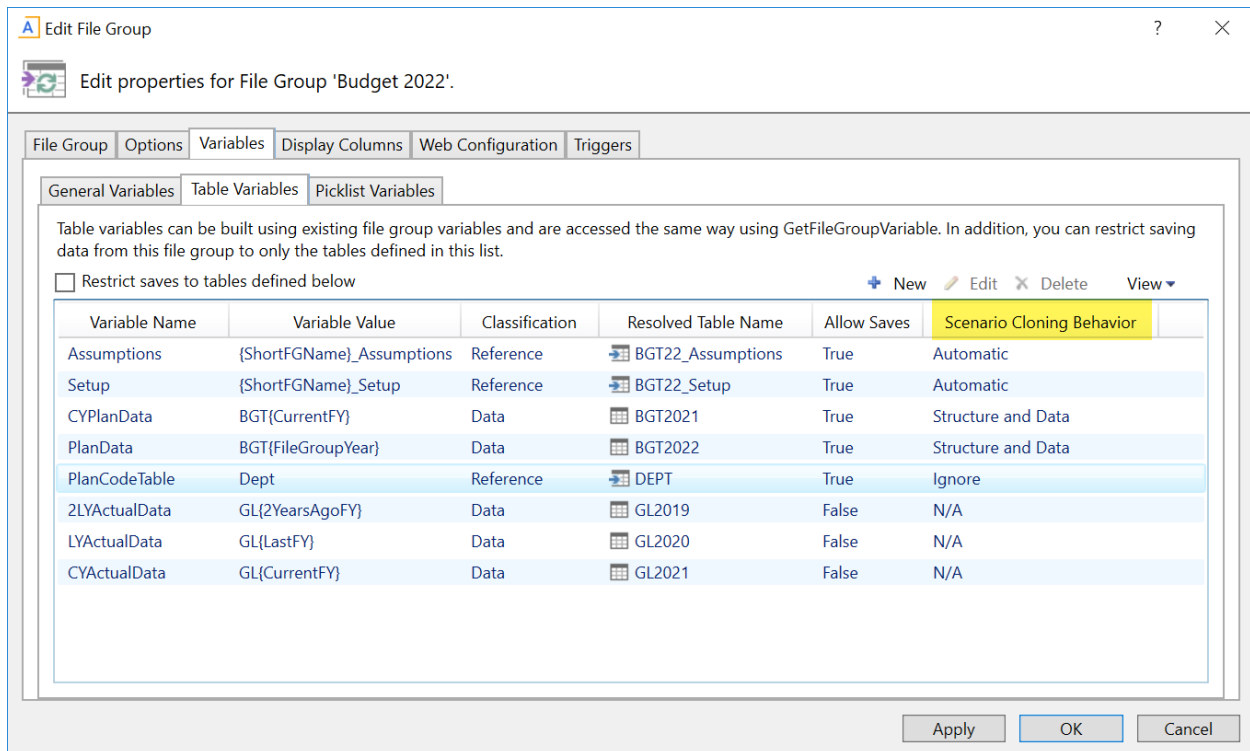 A Edit File Group ?
Edit properties for File Group 'Budget 2022'.
File Group Options Variables Display Columns Web Configuration Triggers
General Variables Table Variables Picklist Variables
Table variables can be built using existing file group variables and are accessed the same way using GetFileGroupVariable. In addition, you can restrict saving
data from this file group to only the tables defined in this list.
Restrict saves to tables defined below New Edit Delete View
Variable Name Variable Value Classification Resolved Table Name Allow Saves Scenario Cloning Behavior
Assumptions {ShortFGName}_Assumptions Reference BGT22_Assumptions True Automatic
Setup {ShortFGName}_Setup Reference BGT22_Setup True Automatic
CYPlanData BGT{CurrentFY} Data BGT2021 True Structure and Data
PlanData BGT{FileGroupYear} Data BGT2022 True Structure and Data
PlanCodeTable Dept Reference DEPT True Ignore
2LYActualData GL{2YearsAgoFY} Data GL2019 False N/A
LYActualData GL{LastFY} Data GL2020 False N/A
CYActualData GL{CurrentFY} Data GL2021 False N/A
Apply OK Cancel